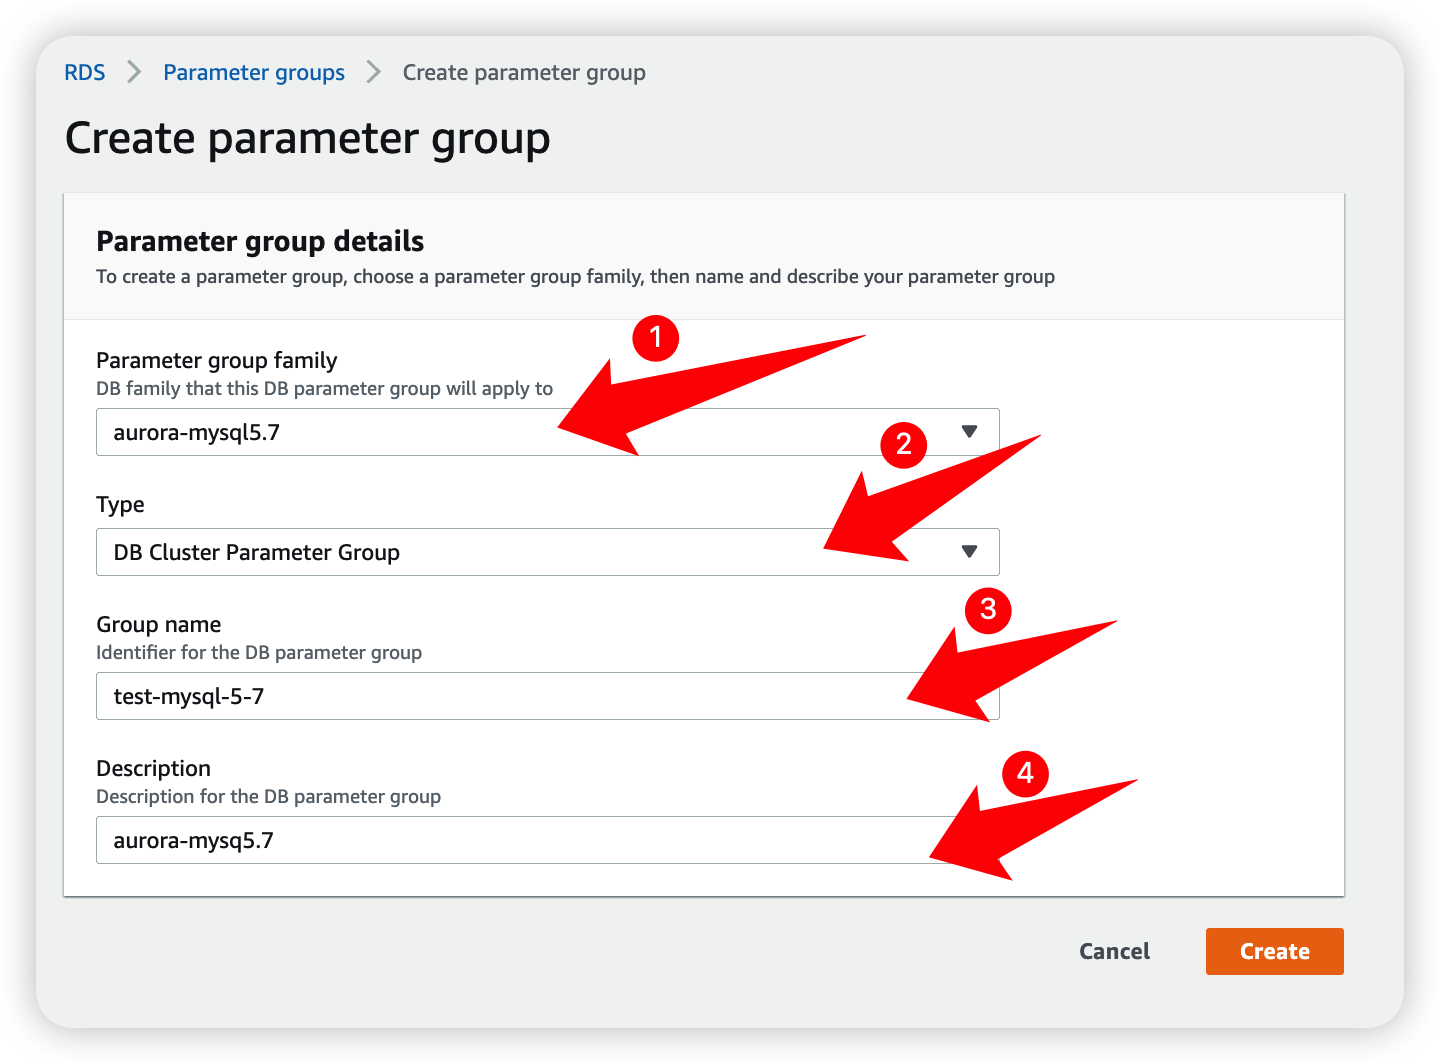 RDS > Parameter groups > Create parameter group
Create parameter group
Parameter group details
To create a parameter group, choose a parameter group family, then name and describe your parameter group
1
Parameter group family
DB family that this DB parameter group will apply to
aurora-mysql5.7
2
Type
DB Cluster Parameter Group
3
Group name
Identifier for the DB parameter group
test-mysql-5-7
4
Description
Description for the DB parameter group
aurora-mysq5.7
Cancel Create